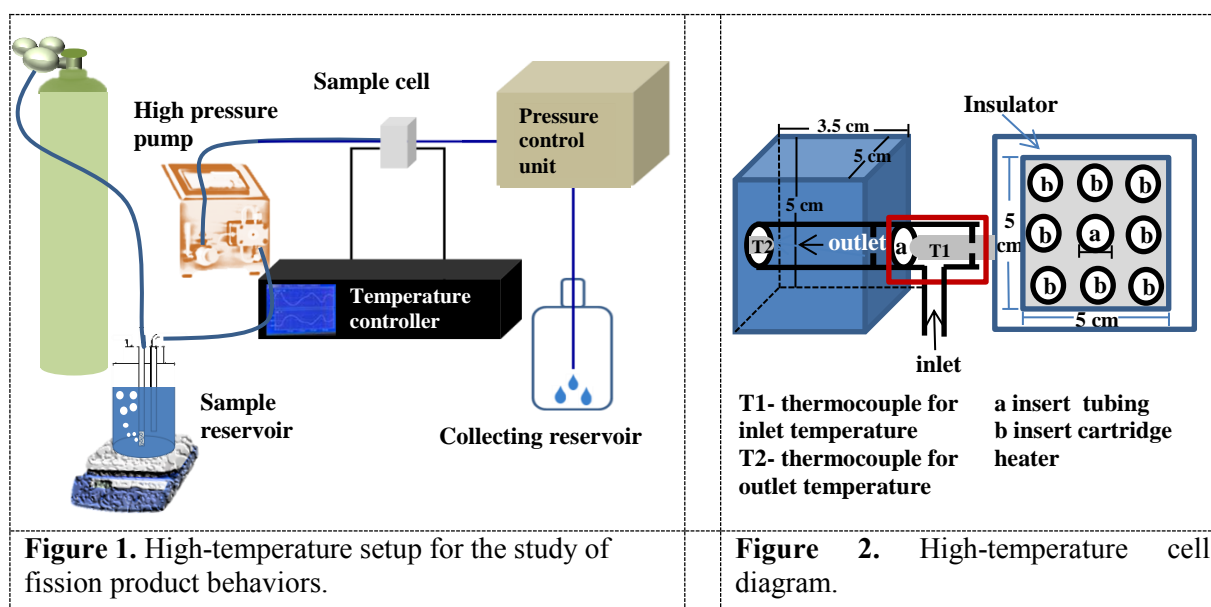 Sample cell
High pressure
pump
Pressure
control
unit
Temperature
controller
Sample
reservoir
Collecting reservoir
Figure 1. High-temperature setup for the study of
fission product behaviors.
Insulator
3.5 cm
5 cm
5 cm
T2
outlet
a
T1
inlet
b b b
5
cm
b a b
b b b
5 cm
T1- thermocouple for
inlet temperature
T2- thermocouple for
outlet temperature
a insert tubing
b insert cartridge
heater
Figure 2. High-temperature cell
diagram.